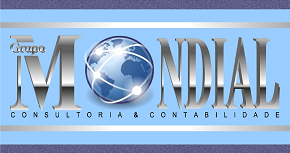 Grupo
MONDIAL
CONSULTORIA & CONTABILIDADE